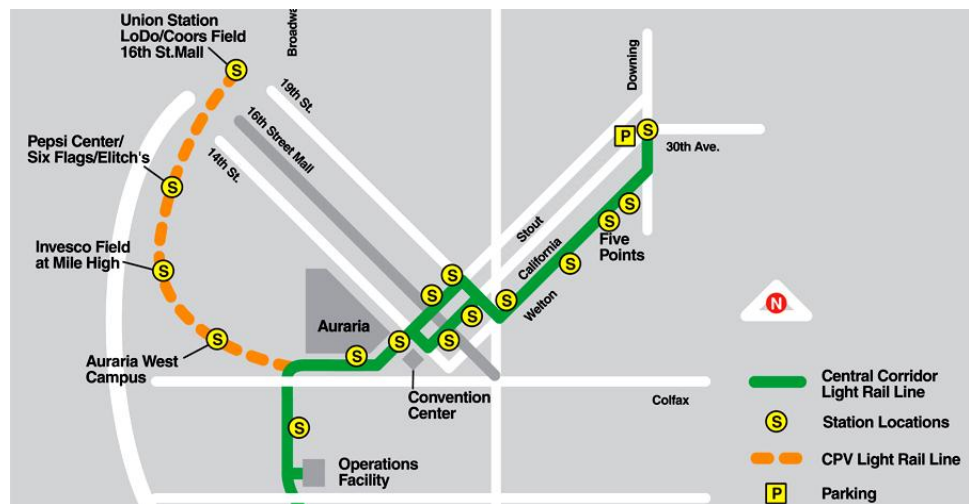 Union Station
LoDo/Coors Field
16th St.Mall
Broadway
S
19th St.
16th Street Mall
14th St.
Downing
P
S
30th Ave.
Pepsi Center/
Six Flags/Elitch's
S
S
S
Five
Points
Stout
California
Welton
S
Invesco Field
at Mile High
S
S
S
S
S
N
Auraria
S
S
S
S
S
Auraria West
Campus
Convention
Center
Colfax
Central Corridor
Light Rail Line
S
Station Locations
S
CPV Light Rail Line
Operations
Facility
P
Parking